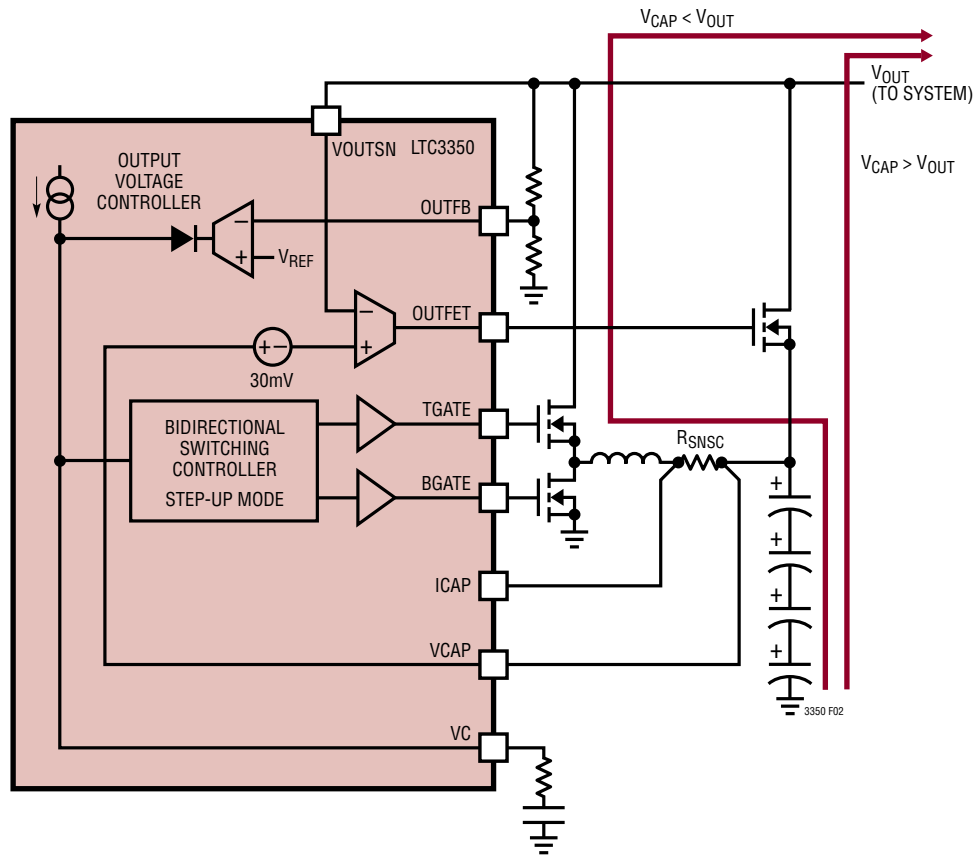 VCAP < VOUT
VOUT
(TO SYSTEM)
VCAP > VOUT
VOUTSN LTC3350
OUTPUT
VOLTAGE
CONTROLLER
OUTFB
VREF
OUTFET
30mV
TGATE
BIDIRECTIONAL
SWITCHING
CONTROLLER
STEP-UP MODE
RSNSC
BGATE
ICAP
VCAP
3350 F02
VC